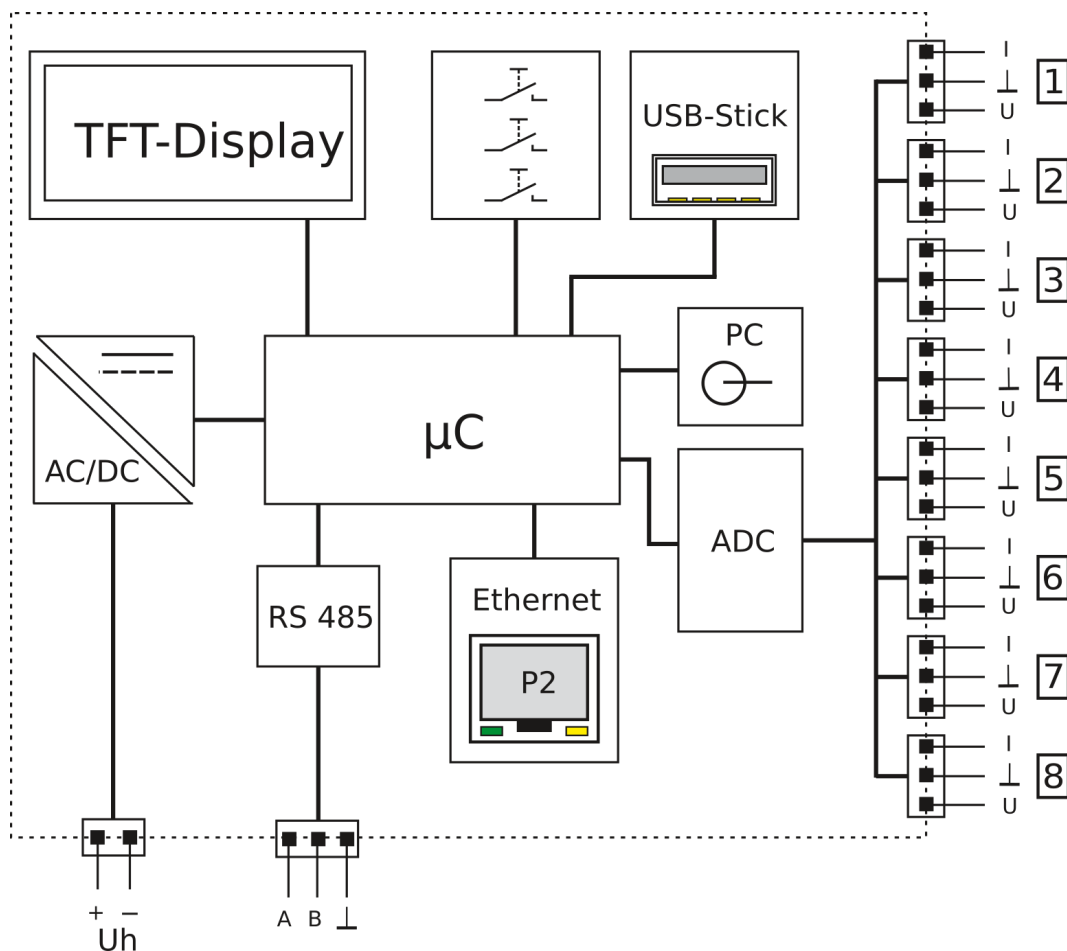 TFT-Display
USB-Stick
I
⊥
U
1
I
⊥
U
2
I
⊥
U
3
PC
I
⊥
U
4
AC/DC
µC
I
⊥
U
5
ADC
I
⊥
U
6
RS 485
Ethernet
P2
I
⊥
U
7
I
⊥
U
8
+ −
Uh
A B ⊥